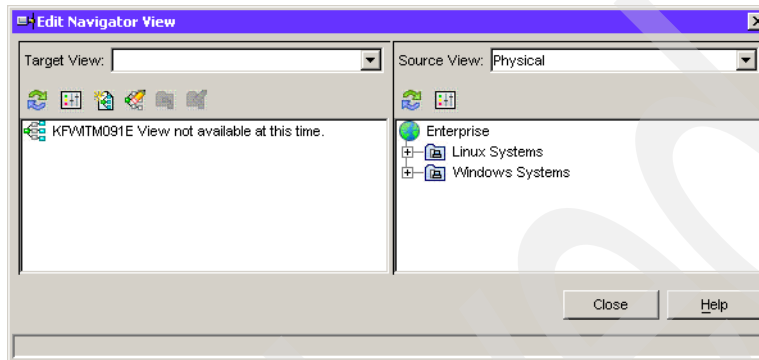 Edit Navigator View
Target View:
Source View: Physical
KFWITM091E View not available at this time.
Enterprise
Linux Systems
Windows Systems
Close
Help